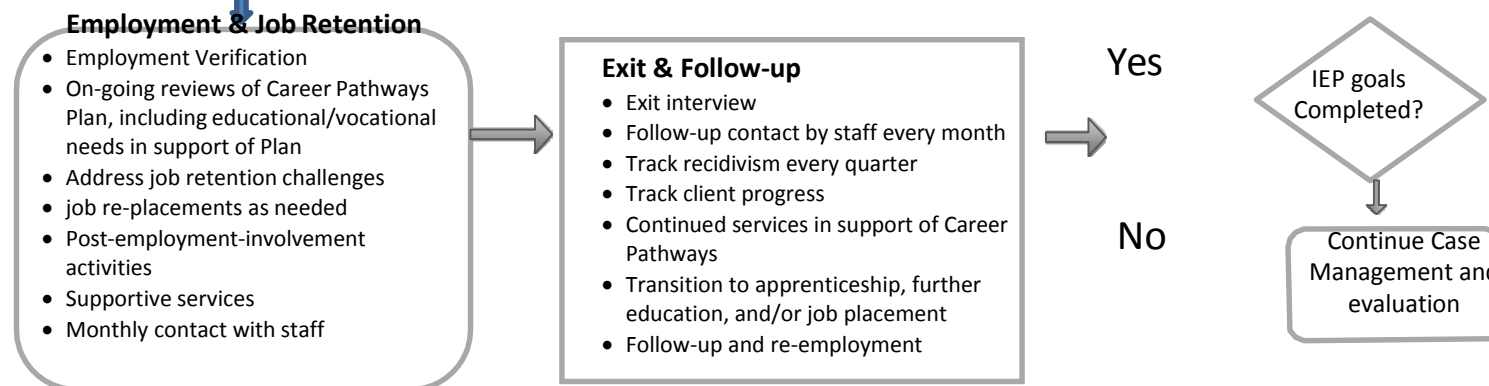 Employment & Job Retention
• Employment Verification
• On-going reviews of Career Pathways
Plan, including educational/vocational
needs in support of Plan
• Address job retention challenges
• job re-placements as needed
• Post-employment-involvement
activities
• Supportive services
• Monthly contact with staff
Exit & Follow-up
• Exit interview
• Follow-up contact by staff every month
• Track recidivism every quarter
• Track client progress
• Continued services in support of Career
Pathways
• Transition to apprenticeship, further
education, and/or job placement
• Follow-up and re-employment
Yes
No
IEP goals
Completed?
Continue Case
Management and
evaluation